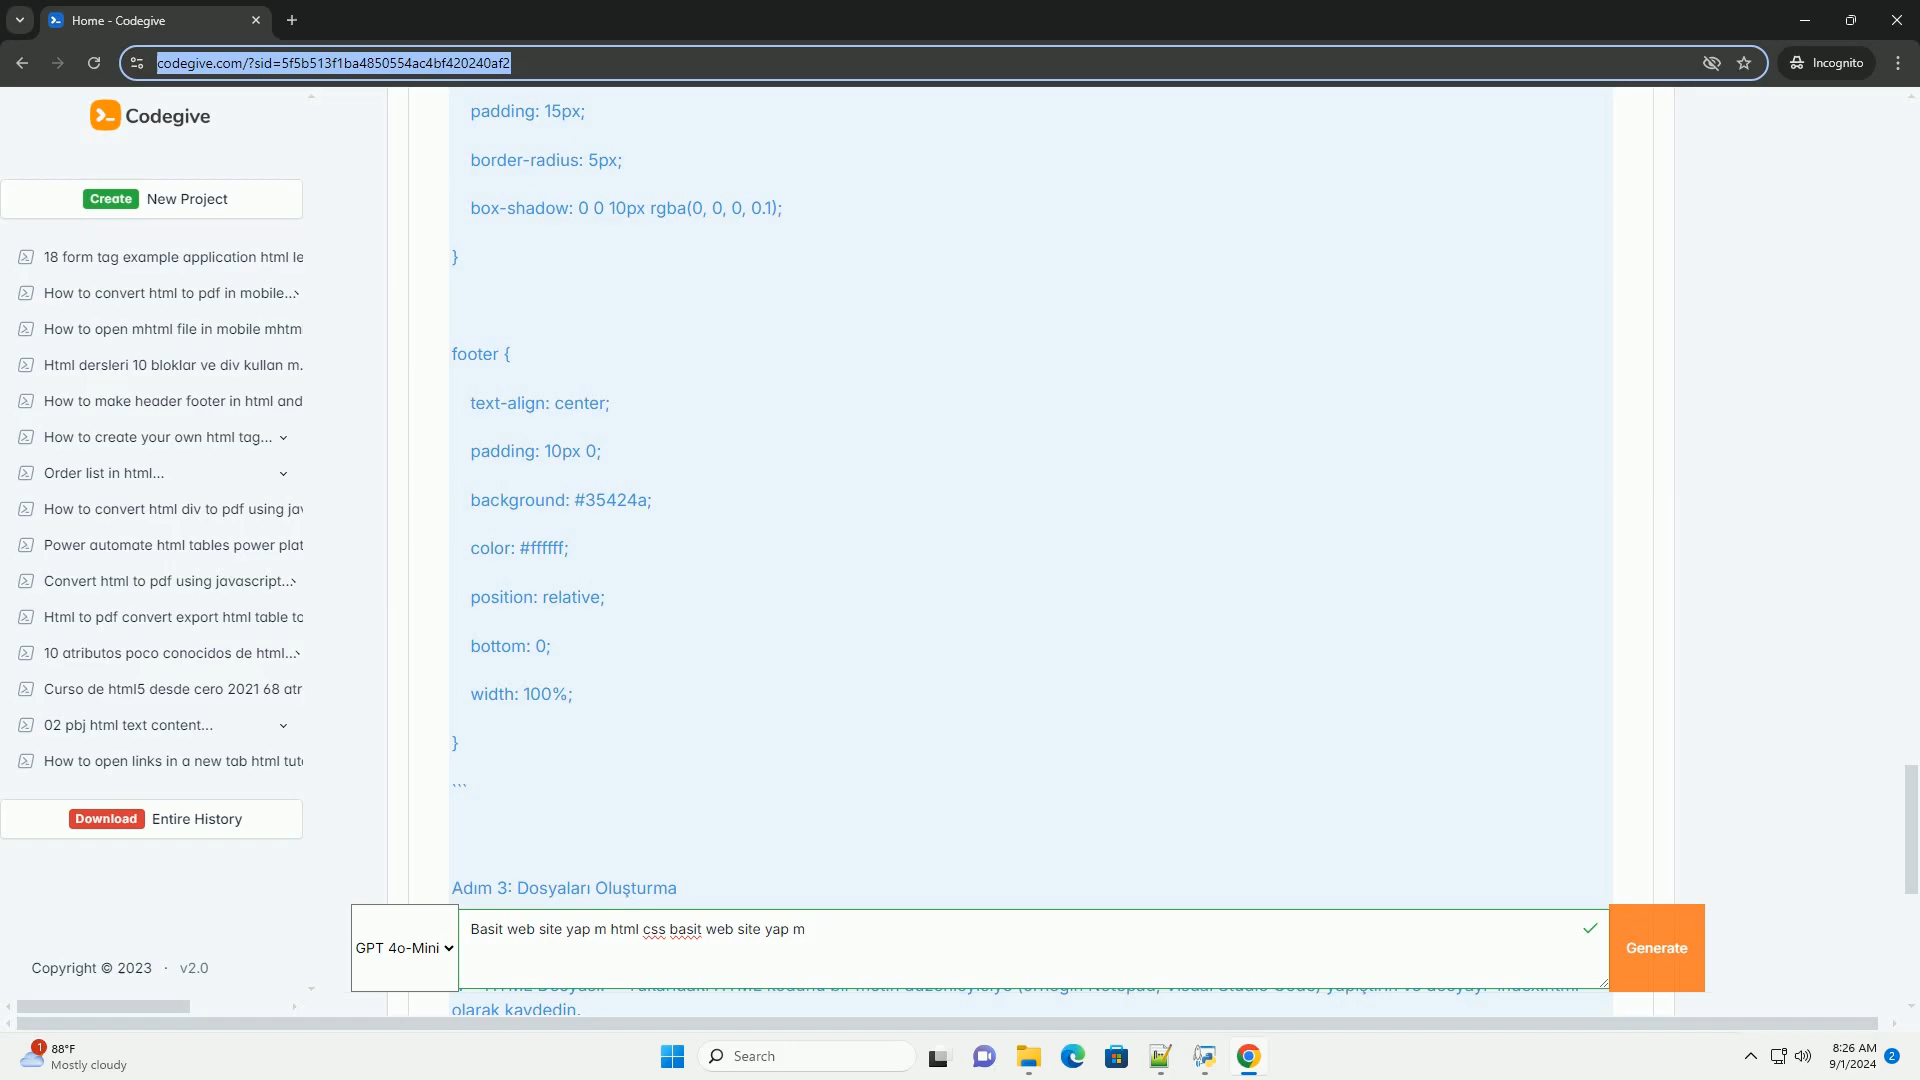 Home - Codegive
codegive.com/?sid=5f5b513f1ba4850554ac4bf420240af2
Incognito
Codegive
Create New Project
18 form tag example application html le
How to convert html to pdf in mobile...
How to open mhtml file in mobile mhtm
Html dersleri 10 bloklar ve div kullan m.
How to make header footer in html and
How to create your own html tag...
Order list in html...
How to convert html div to pdf using jav
Power automate html tables power plat
Convert html to pdf using javascript...
Html to pdf convert export html table to
10 atributos poco conocidos de html...
Curso de html5 desde cero 2021 68 atr
02 pbj html text content...
How to open links in a new tab html tuto
Download Entire History
Copyright © 2023 · v2.0
padding: 15px;
border-radius: 5px;
box-shadow: 0 0 10px rgba(0, 0, 0, 0.1);
}
footer {
text-align: center;
padding: 10px 0;
background: #35424a;
color: #ffffff;
position: relative;
bottom: 0;
width: 100%;
}
```
Adım 3: Dosyaları Oluşturma
GPT 4o-Mini
Basit web site yap m html css basit web site yap m
Generate
olarak kaydedin.
1
88°F
Mostly cloudy
Search
8:26 AM
9/1/2024
2